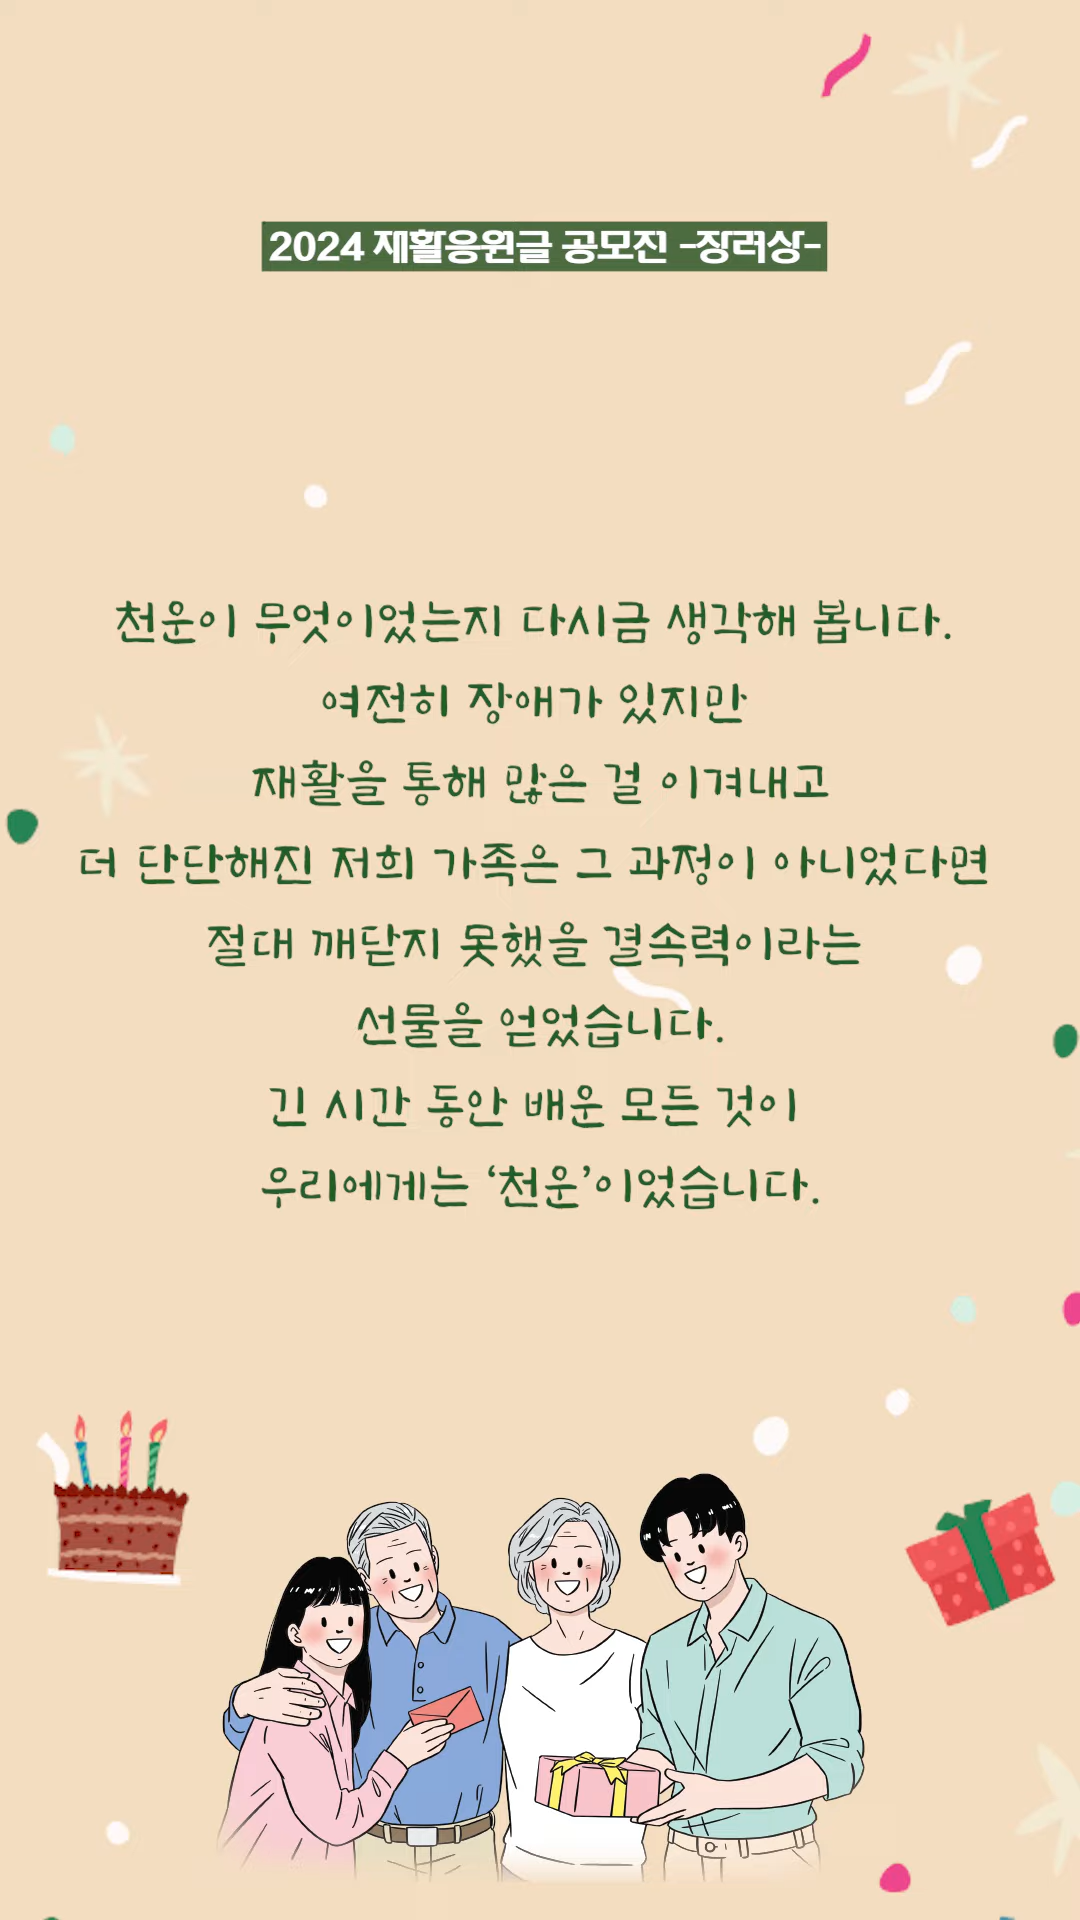 2024 재활응원글 공모전 -장려상-
천운이 무엇이었는지 다시금 생각해 봅니다.
여전히 장애가 있지만
재활을 통해 많은 걸 이겨내고
더 단단해진 저희 가족은 그 과정이 아니었다면
절대 깨닫지 못했을 결속력이라는
선물을 얻었습니다.
긴 시간 동안 배운 모든 것이
우리에게는 ‘천운’이었습니다.